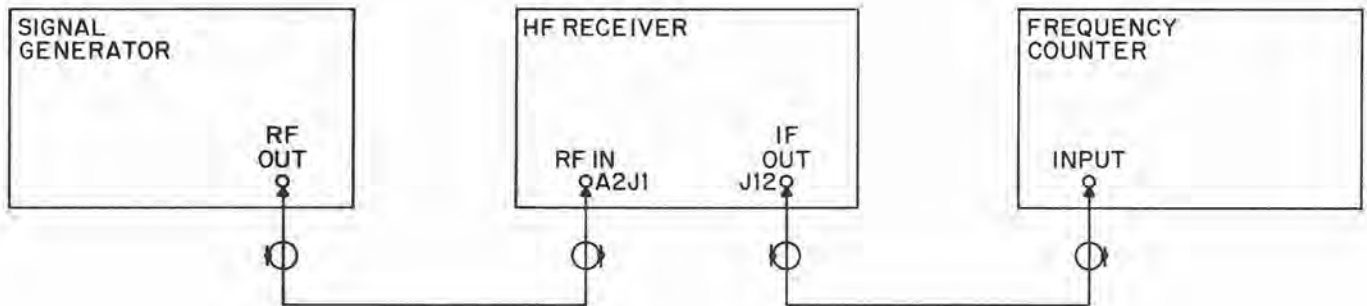 SIGNAL
GENERATOR
RF
OUT
HF RECEIVER
RF IN
A2J1
IF
OUT
J12
FREQUENCY
COUNTER
INPUT